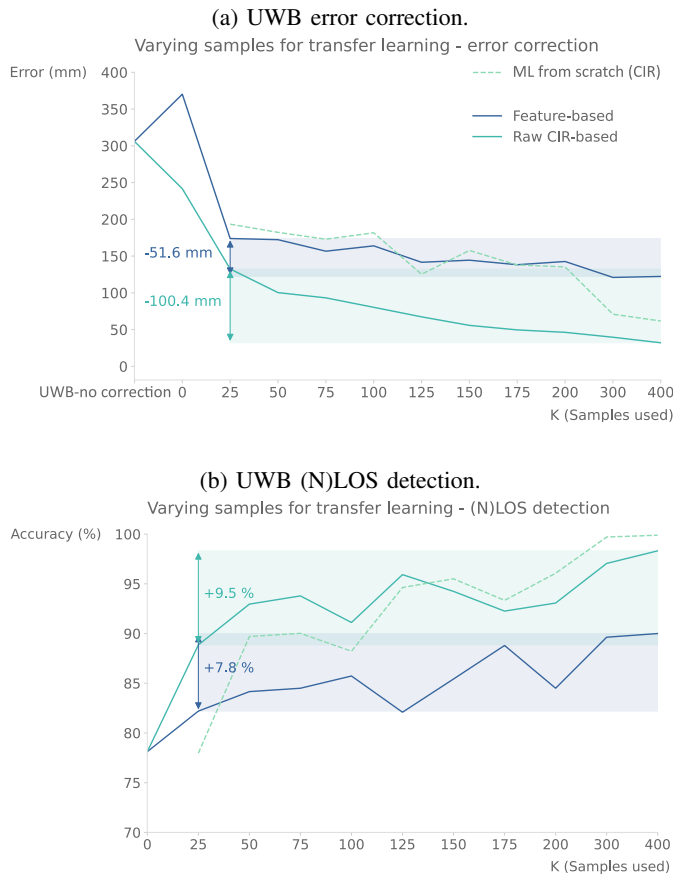 (a) UWB error correction.
Varying samples for transfer learning - error correction
Error (mm)
400
350
300
250
200
150
100
50
0
ML from scratch (CIR)
Feature-based
Raw CIR-based
-51.6 mm
-100.4 mm
UWB-no correction 0 25 50 75 100 125 150 175 200 300 400
K (Samples used)
(b) UWB (N)LOS detection.
Varying samples for transfer learning - (N)LOS detection
Accuracy (%)
100
95
90
85
80
75
70
+9.5 %
+7.8 %
0 25 50 75 100 125 150 175 200 300 400
K (Samples used)